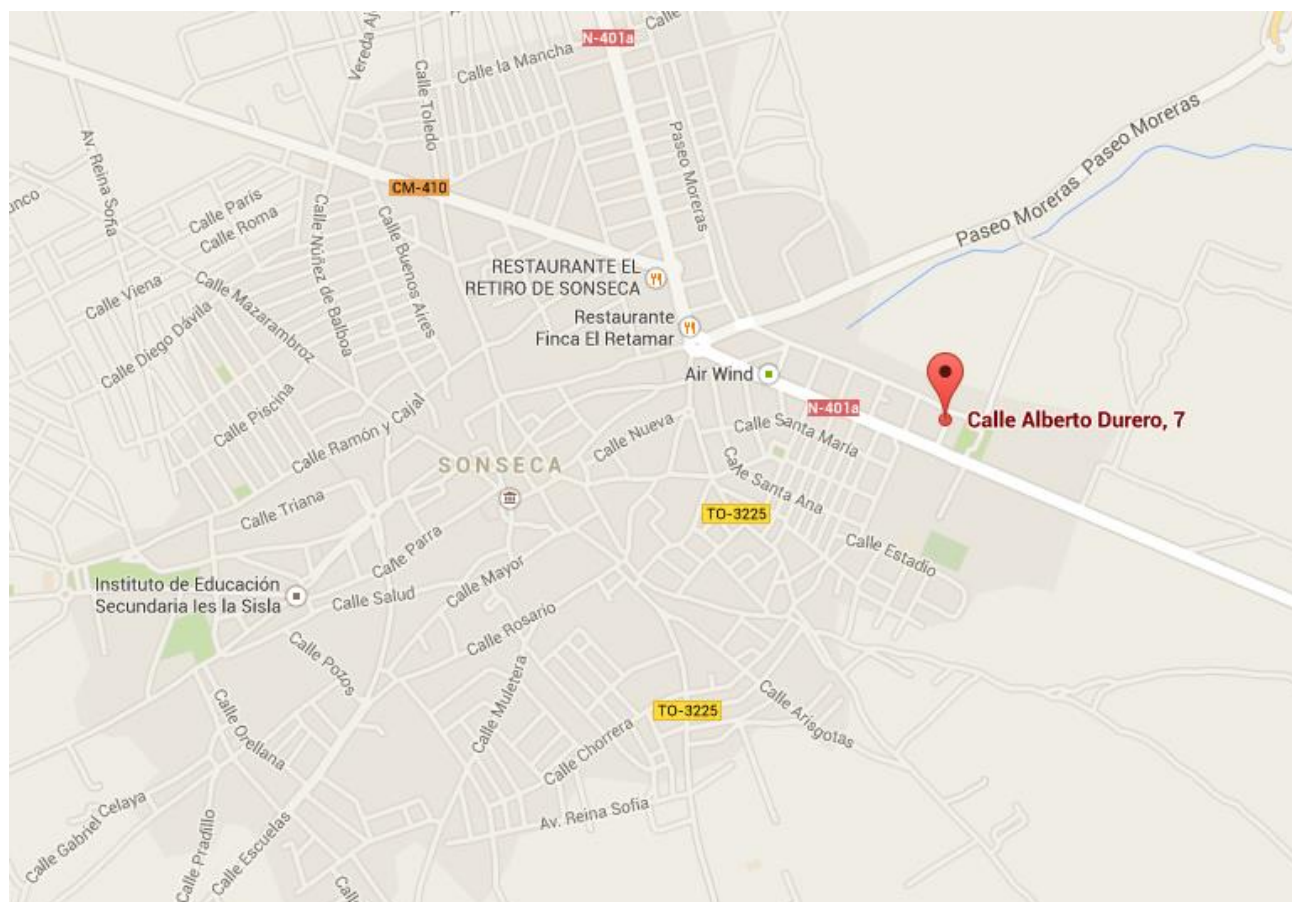 N-401a
Calle
Vereda
Calle la Mancha
Calle Toledo
Av. Reina Sofía
Paseo Moreras
Paseo Moreras
Paseo Moreras
CM-410
Calle París
Calle Roma
Calle Núñez de Balboa
Calle Buenos Aires
Calle Viena
Calle Mazarambroz
Calle Diego Dávila
RESTAURANTE EL
RETIRO DE SONSECA
Restaurante
Finca El Retamar
Air Wind
N-401a
Calle Alberto Durero, 7
Calle Piscina
Calle Ramón y Cajal
Calle Nueva
Calle Santa María
SONSECA
Calle Santa Ana
Calle Triana
TO-3225
Calle Parra
Calle Estadio
Calle Mayor
Instituto de Educación
Secundaria Ies la Sisla
Calle Salud
Calle Rosario
Calle Pozos
Calle Muletera
Calle Orellana
TO-3225
Calle Arisgotas
Calle Chorrera
Av. Reina Sofía
Calle Gabriel Celaya
Calle Pradillo
Calle Escuelas
Calle